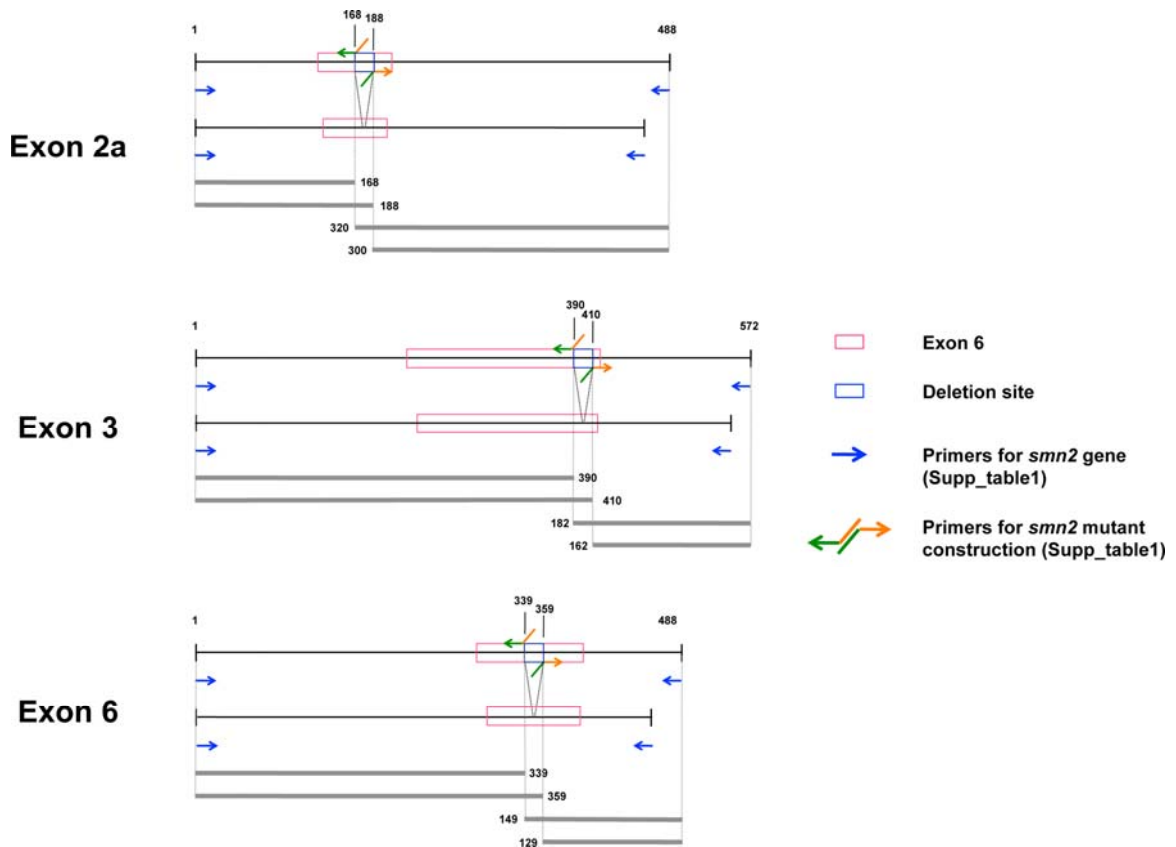 168 188
1 488
Exon 2a
168
188
320
300
390
410
1 572
Exon 3
390
410
182
162
Exon 6
Deletion site
Primers for smn2 gene
(Supp_table1)
Primers for smn2 mutant
construction (Supp_table1)
339
359
1 488
Exon 6
339
359
149
129